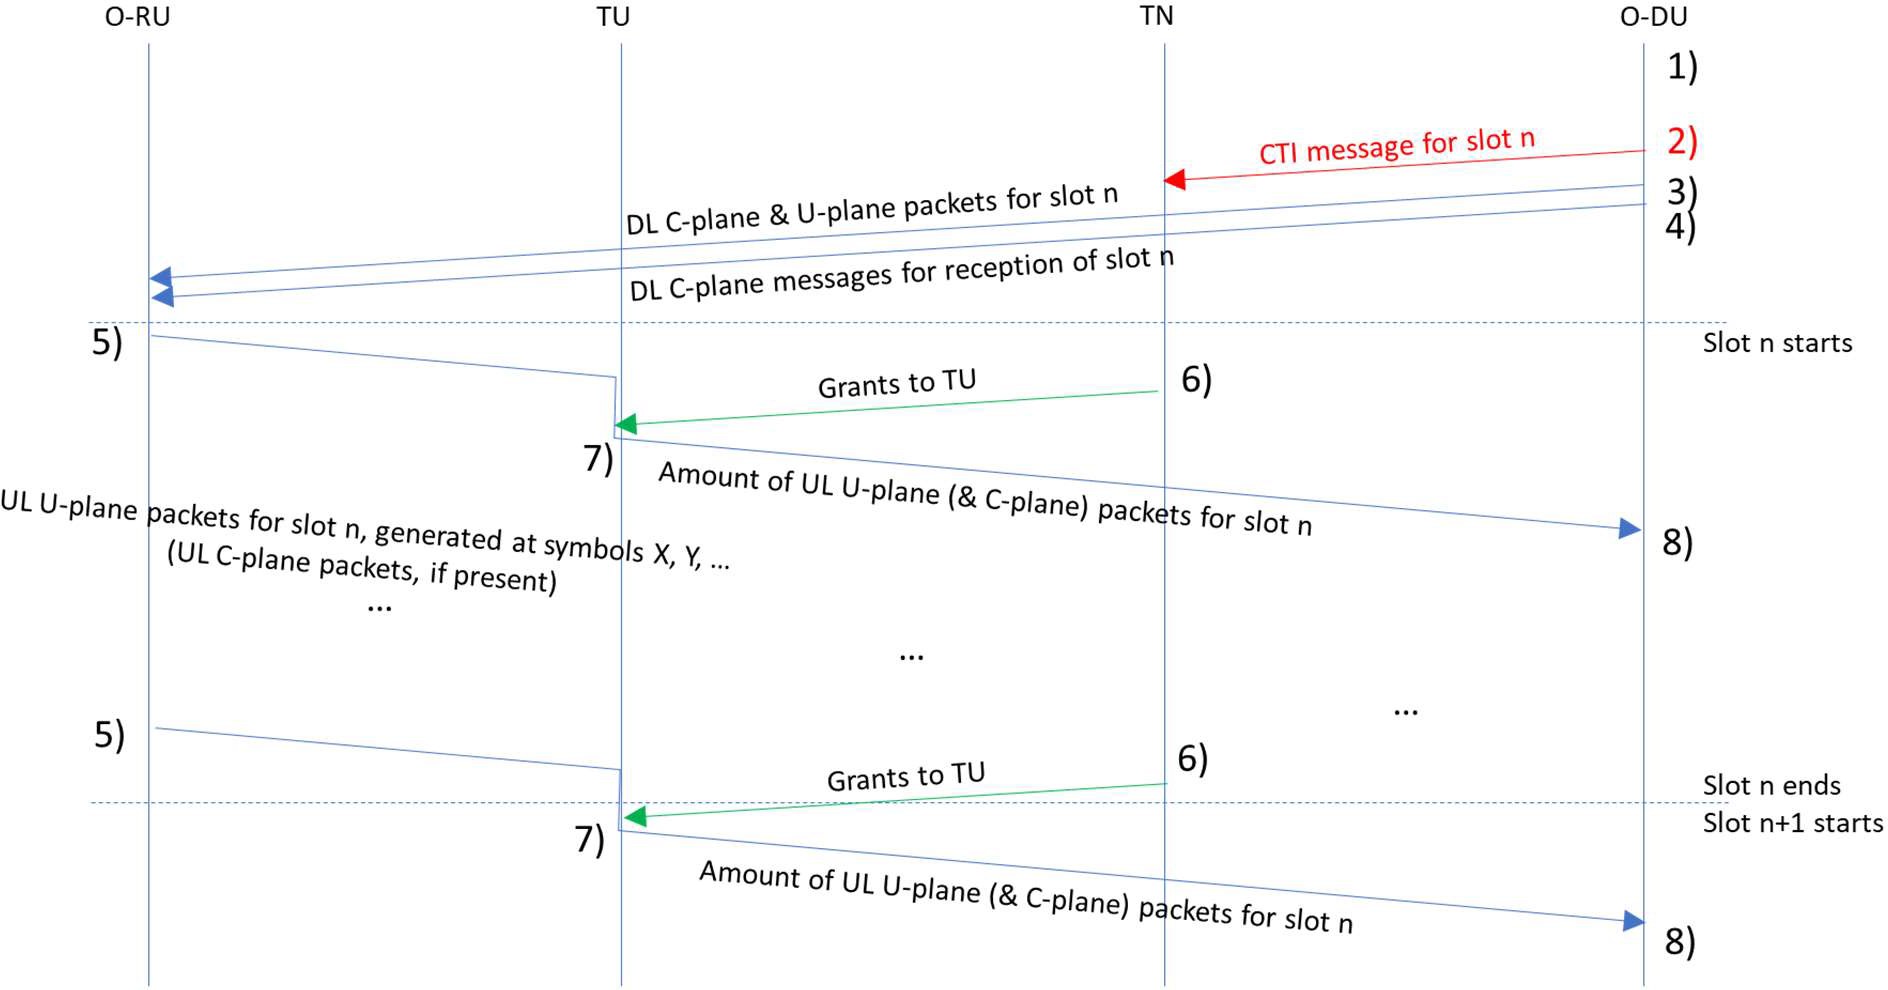 O-RU TU TN O-DU
1)
CTI message for slot n 2)
DL C-plane & U-plane packets for slot n 3)
4)
DL C-plane messages for reception of slot n
5) Slot n starts
Grants to TU 6)
7)
Amount of UL U-plane (& C-plane) packets for slot n
8)
UL U-plane packets for slot n, generated at symbols X, Y, ...
(UL C-plane packets, if present)
...
...
...
5)
6)
Grants to TU Slot n ends
Slot n+1 starts
7)
Amount of UL U-plane (& C-plane) packets for slot n
8)